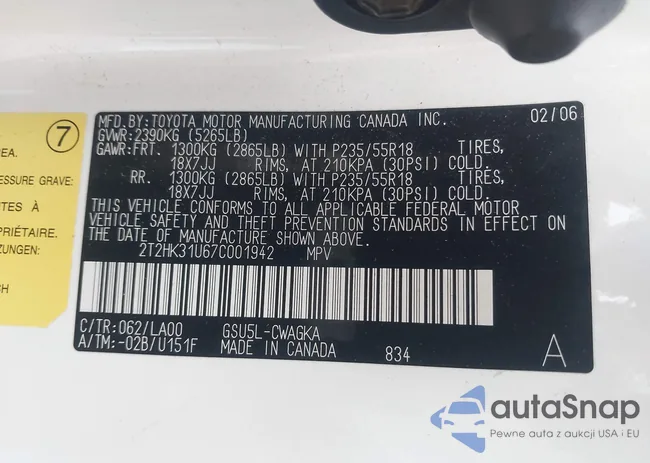 MFD.BY:TOYOTA MOTOR MANUFACTURING CANADA INC. 02/06
GVWR:2390KG (5265LB)
GAWR:FRT. 1300KG (2865LB) WITH P235/55R18 TIRES,
18X7JJ RIMS, AT 210KPA (30PSI) COLD.
RR. 1300KG (2865LB) WITH P235/55R18 TIRES,
18X7JJ RIMS, AT 210KPA (30PSI) COLD.
THIS VEHICLE CONFORMS TO ALL APPLICABLE FEDERAL MOTOR
VEHICLE SAFETY AND THEFT PREVENTION STANDARDS IN EFFECT ON
THE DATE OF MANUFACTURE SHOWN ABOVE.
2T2HK31U67C001942 MPV
C/TR:062/LA00 GSU5L-CWAGKA
A/TM:-02B/U151F MADE IN CANADA 834 A
7
REA.
ESSURE GRAVE:
UTES À
PRIÉTAIRE.
SH
autaSnap
Pewne auta z aukcji USA i EU